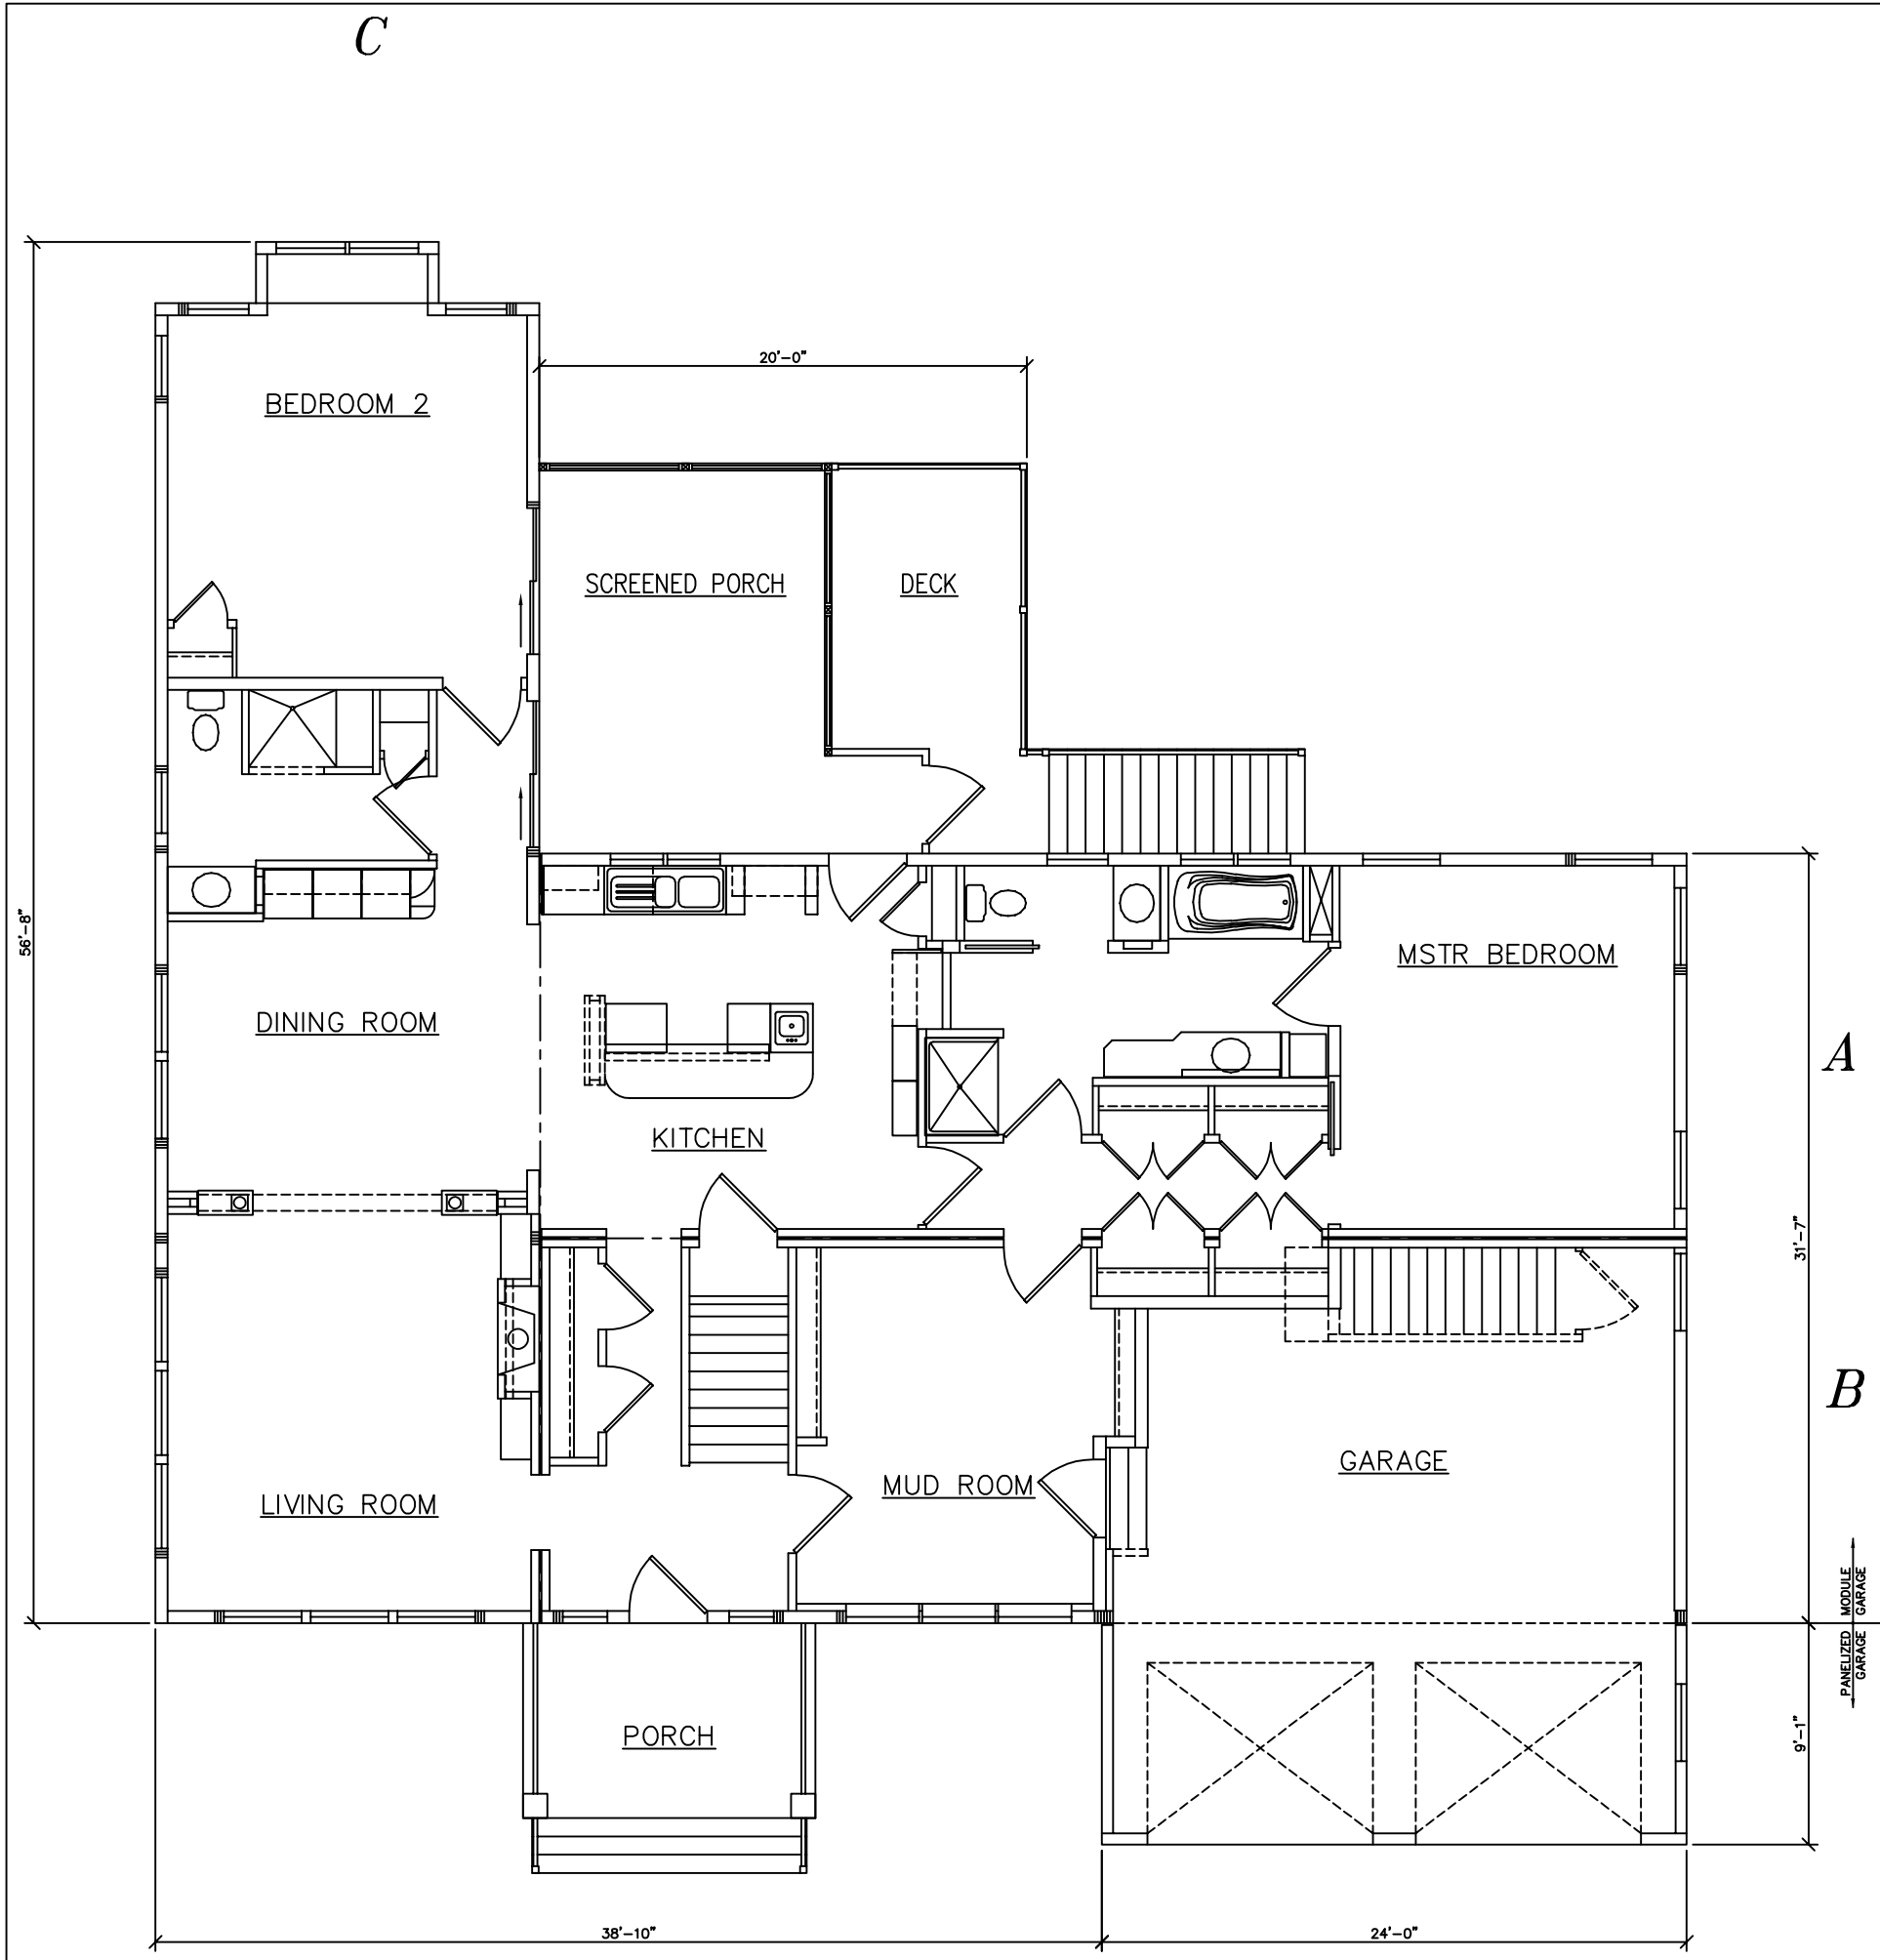 C
20'-0"
BEDROOM 2
SCREENED PORCH
DECK
56'-8"
MSTR BEDROOM
DINING ROOM
A
KITCHEN
31'-7"
B
GARAGE
MUD ROOM
LIVING ROOM
MODULE
GARAGE
PANELIZED
GARAGE
PORCH
9'-1"
38'-10"
24'-0"